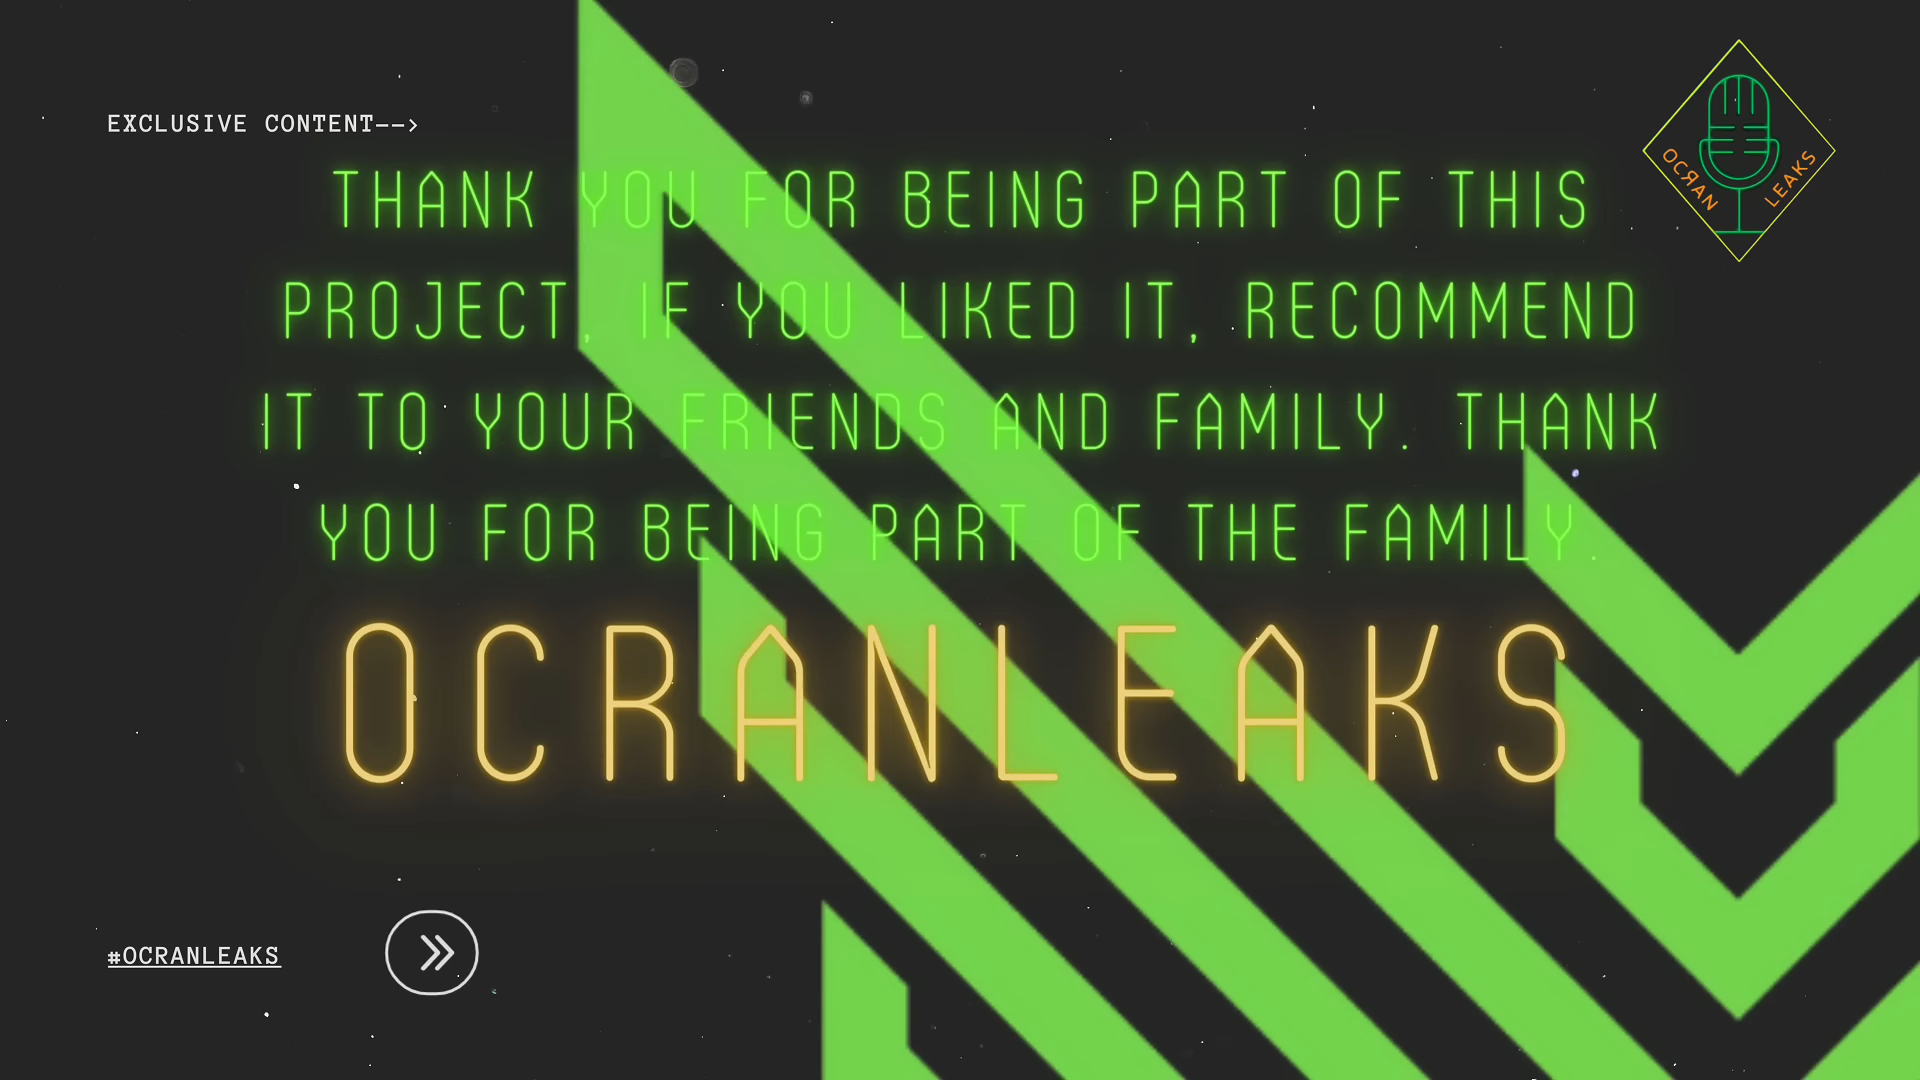 EXCLUSIVE CONTENT-->
THANK YOU FOR BEING PART OF THIS
PROJECT, IF YOU LIKED IT, RECOMMEND
IT TO YOUR FRIENDS AND FAMILY. THANK
YOU FOR BEING PART OF THE FAMILY.
OCRANLEAKS
OCЯAN LEAKS
#OCRANLEAKS